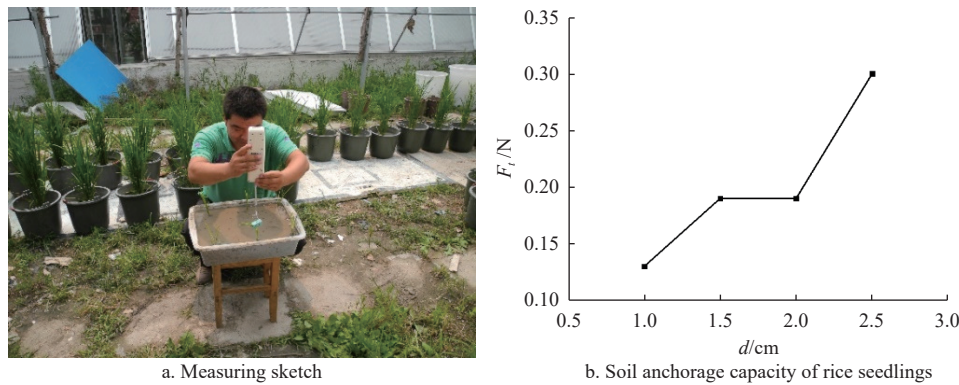 0.35
0.30
0.25
0.20
0.15
0.10
F_t /N
0.5 1.0 1.5 2.0 2.5 3.0
d/cm
a. Measuring sketch
b. Soil anchorage capacity of rice seedlings